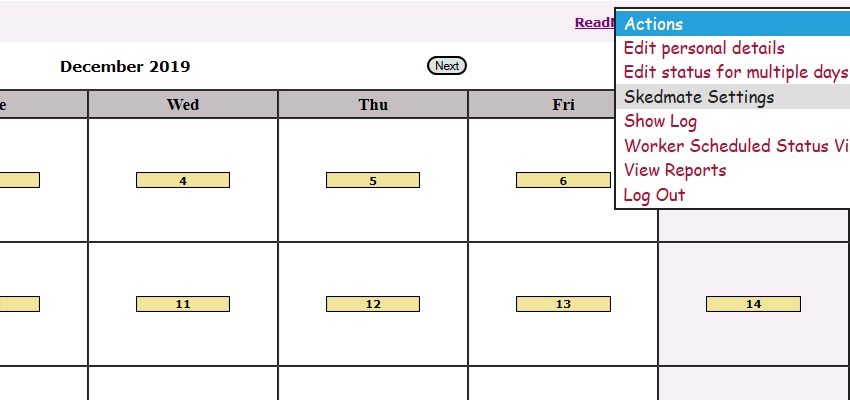 Read
Actions
Edit personal details
Edit status for multiple days
Skedmate Settings
Show Log
Worker Scheduled Status Vi
View Reports
Log Out
December 2019
Next
e Wed Thu Fri
4 5 6
11 12 13 14